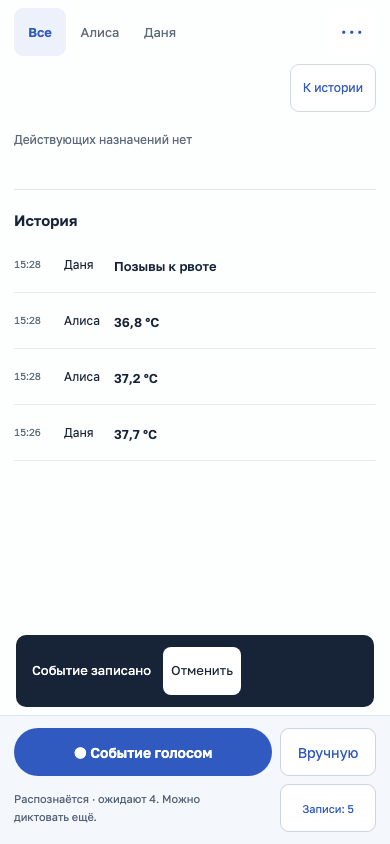 Все Алиса Даня ...
К истории
Действующих назначений нет
История
15:28 Даня Позывы к рвоте
15:28 Алиса 36,8 °C
15:28 Алиса 37,2 °C
15:26 Даня 37,7 °C
Событие записано Отменить
Событие голосом Вручную
Распознаётся · ожидают 4. Можно
диктовать ещё.
Записи: 5